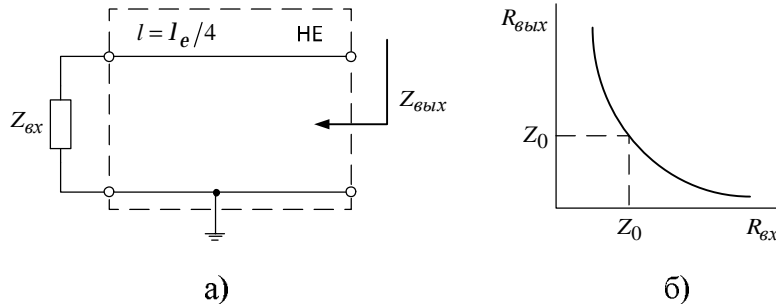 l = l_e/4 НЕ
Z_вх
Z_вых
R_вых
Z_0
Z_0
R_вх
а) б)